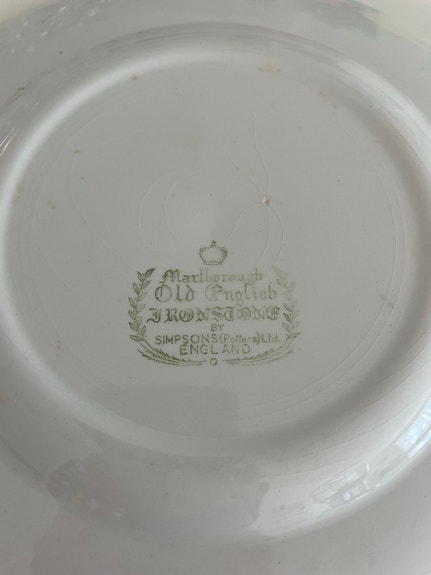 Marlborough
Old English
IRONSTONE
BY
SIMPSONS (Potters) Ltd.
ENGLAND